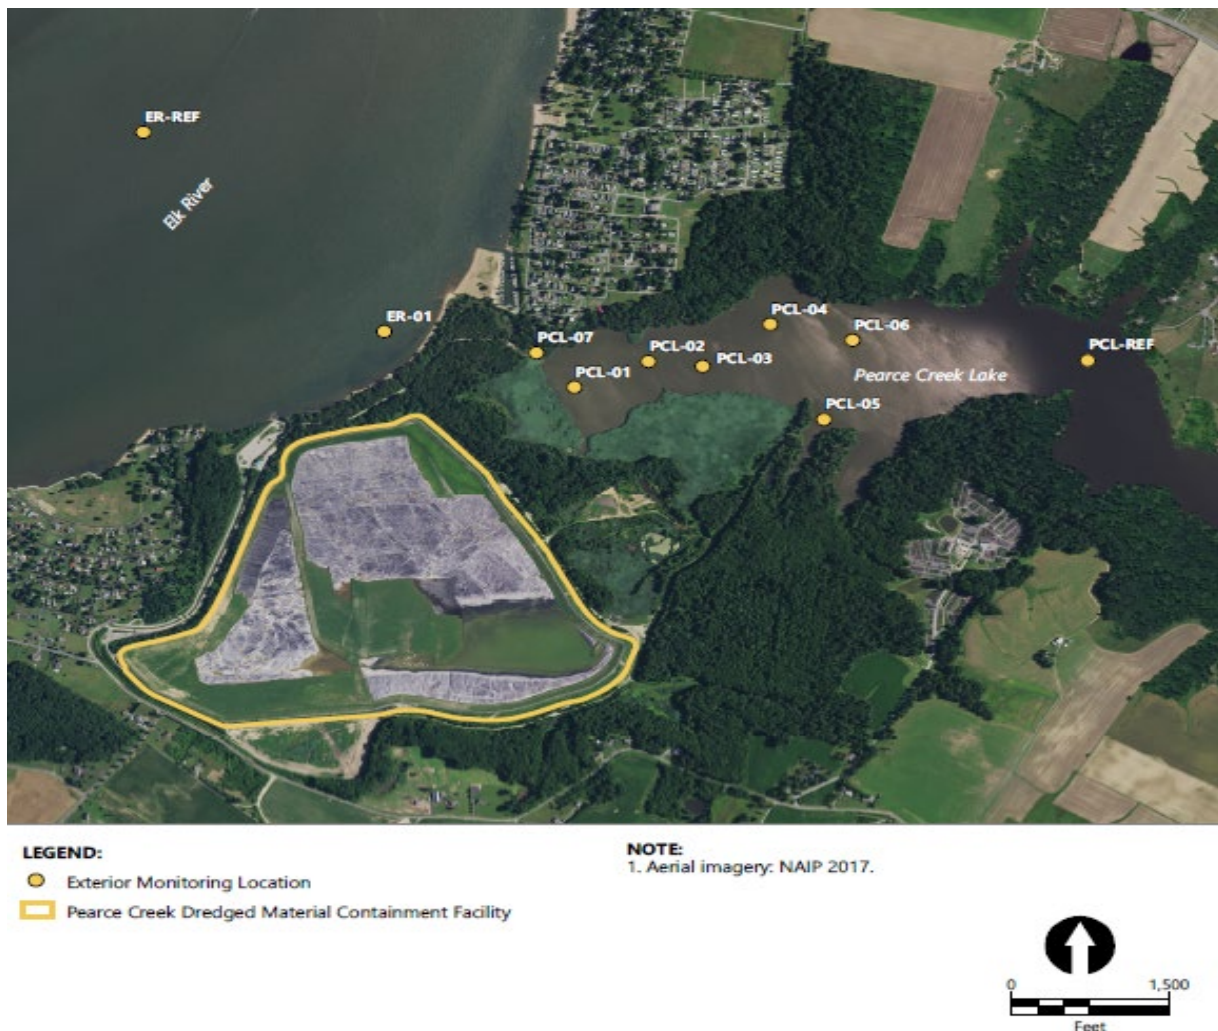 ER-REF
Elk River
ER-01
PCL-04
PCL-07
PCL-02
PCL-06
PCL-03
PCL-REF
PCL-01
Pearce Creek Lake
PCL-05
LEGEND:
Exterior Monitoring Location
Pearce Creek Dredged Material Containment Facility
NOTE:
1. Aerial imagery: NAIP 2017.
0 1,500
Feet